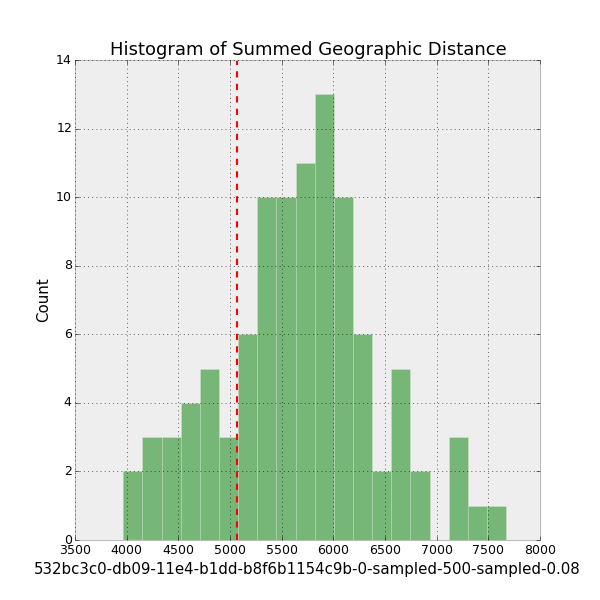 Histogram of Summed Geographic Distance
14
12
10
8
6
4
2
0
Count
3500 4000 4500 5000 5500 6000 6500 7000 7500 8000
532bc3c0-db09-11e4-b1dd-b8f6b1154c9b-0-sampled-500-sampled-0.08